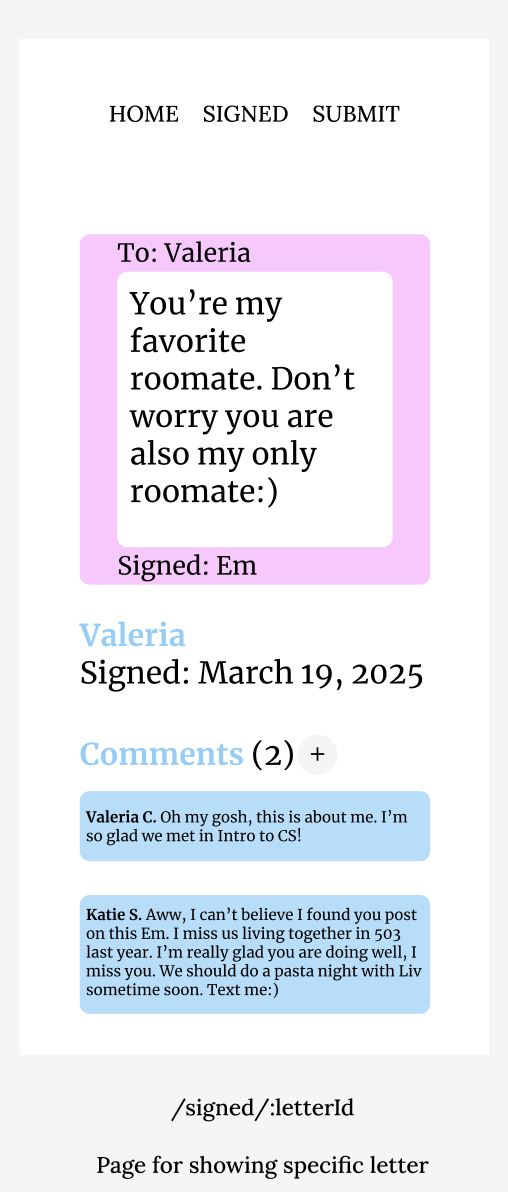 HOME SIGNED SUBMIT
To: Valeria
You’re my
favorite
roomate. Don’t
worry you are
also my only
roomate:)
Signed: Em
Valeria
Signed: March 19, 2025
Comments (2) +
Valeria C. Oh my gosh, this is about me. I’m
so glad we met in Intro to CS!
Katie S. Aww, I can’t believe I found you post
on this Em. I miss us living together in 503
last year. I’m really glad you are doing well, I
miss you. We should do a pasta night with Liv
sometime soon. Text me:)
/signed/:letterId
Page for showing specific letter